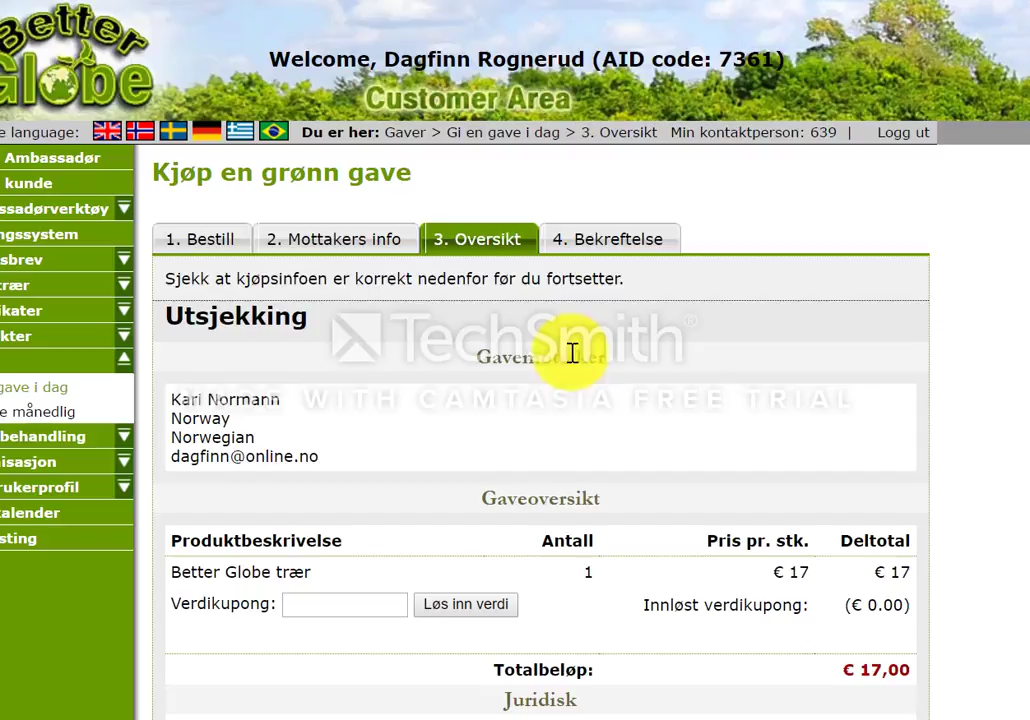 Better
Globe
Welcome, Dagfinn Rognerud (AID code: 7361)
Customer Area
e language:
Du er her: Gaver > Gi en gave i dag > 3. Oversikt Min kontaktperson: 639 | Logg ut
Ambassadør
kunde
ssadørverktøy
ngssystem
sbrev
trær
ikater
kter
gave i dag
e månedlig
behandling
isasjon
rukerprofil
kalender
sting
Kjøp en grønn gave
1. Bestill
2. Mottakers info
3. Oversikt
4. Bekreftelse
Sjekk at kjøpsinfoen er korrekt nedenfor før du fortsetter.
Utsjekking
TechSmith®
WITH CAMTASIA FREE TRIAL
Kari Normann
Norway
Norwegian
dagfinn@online.no
Gaveoversikt
Produktbeskrivelse Antall Pris pr. stk. Deltotal
Better Globe trær 1 € 17 € 17
Verdikupong: Løs inn verdi Innløst verdikupong: (€ 0.00)
Totalbeløp: € 17,00
Juridisk